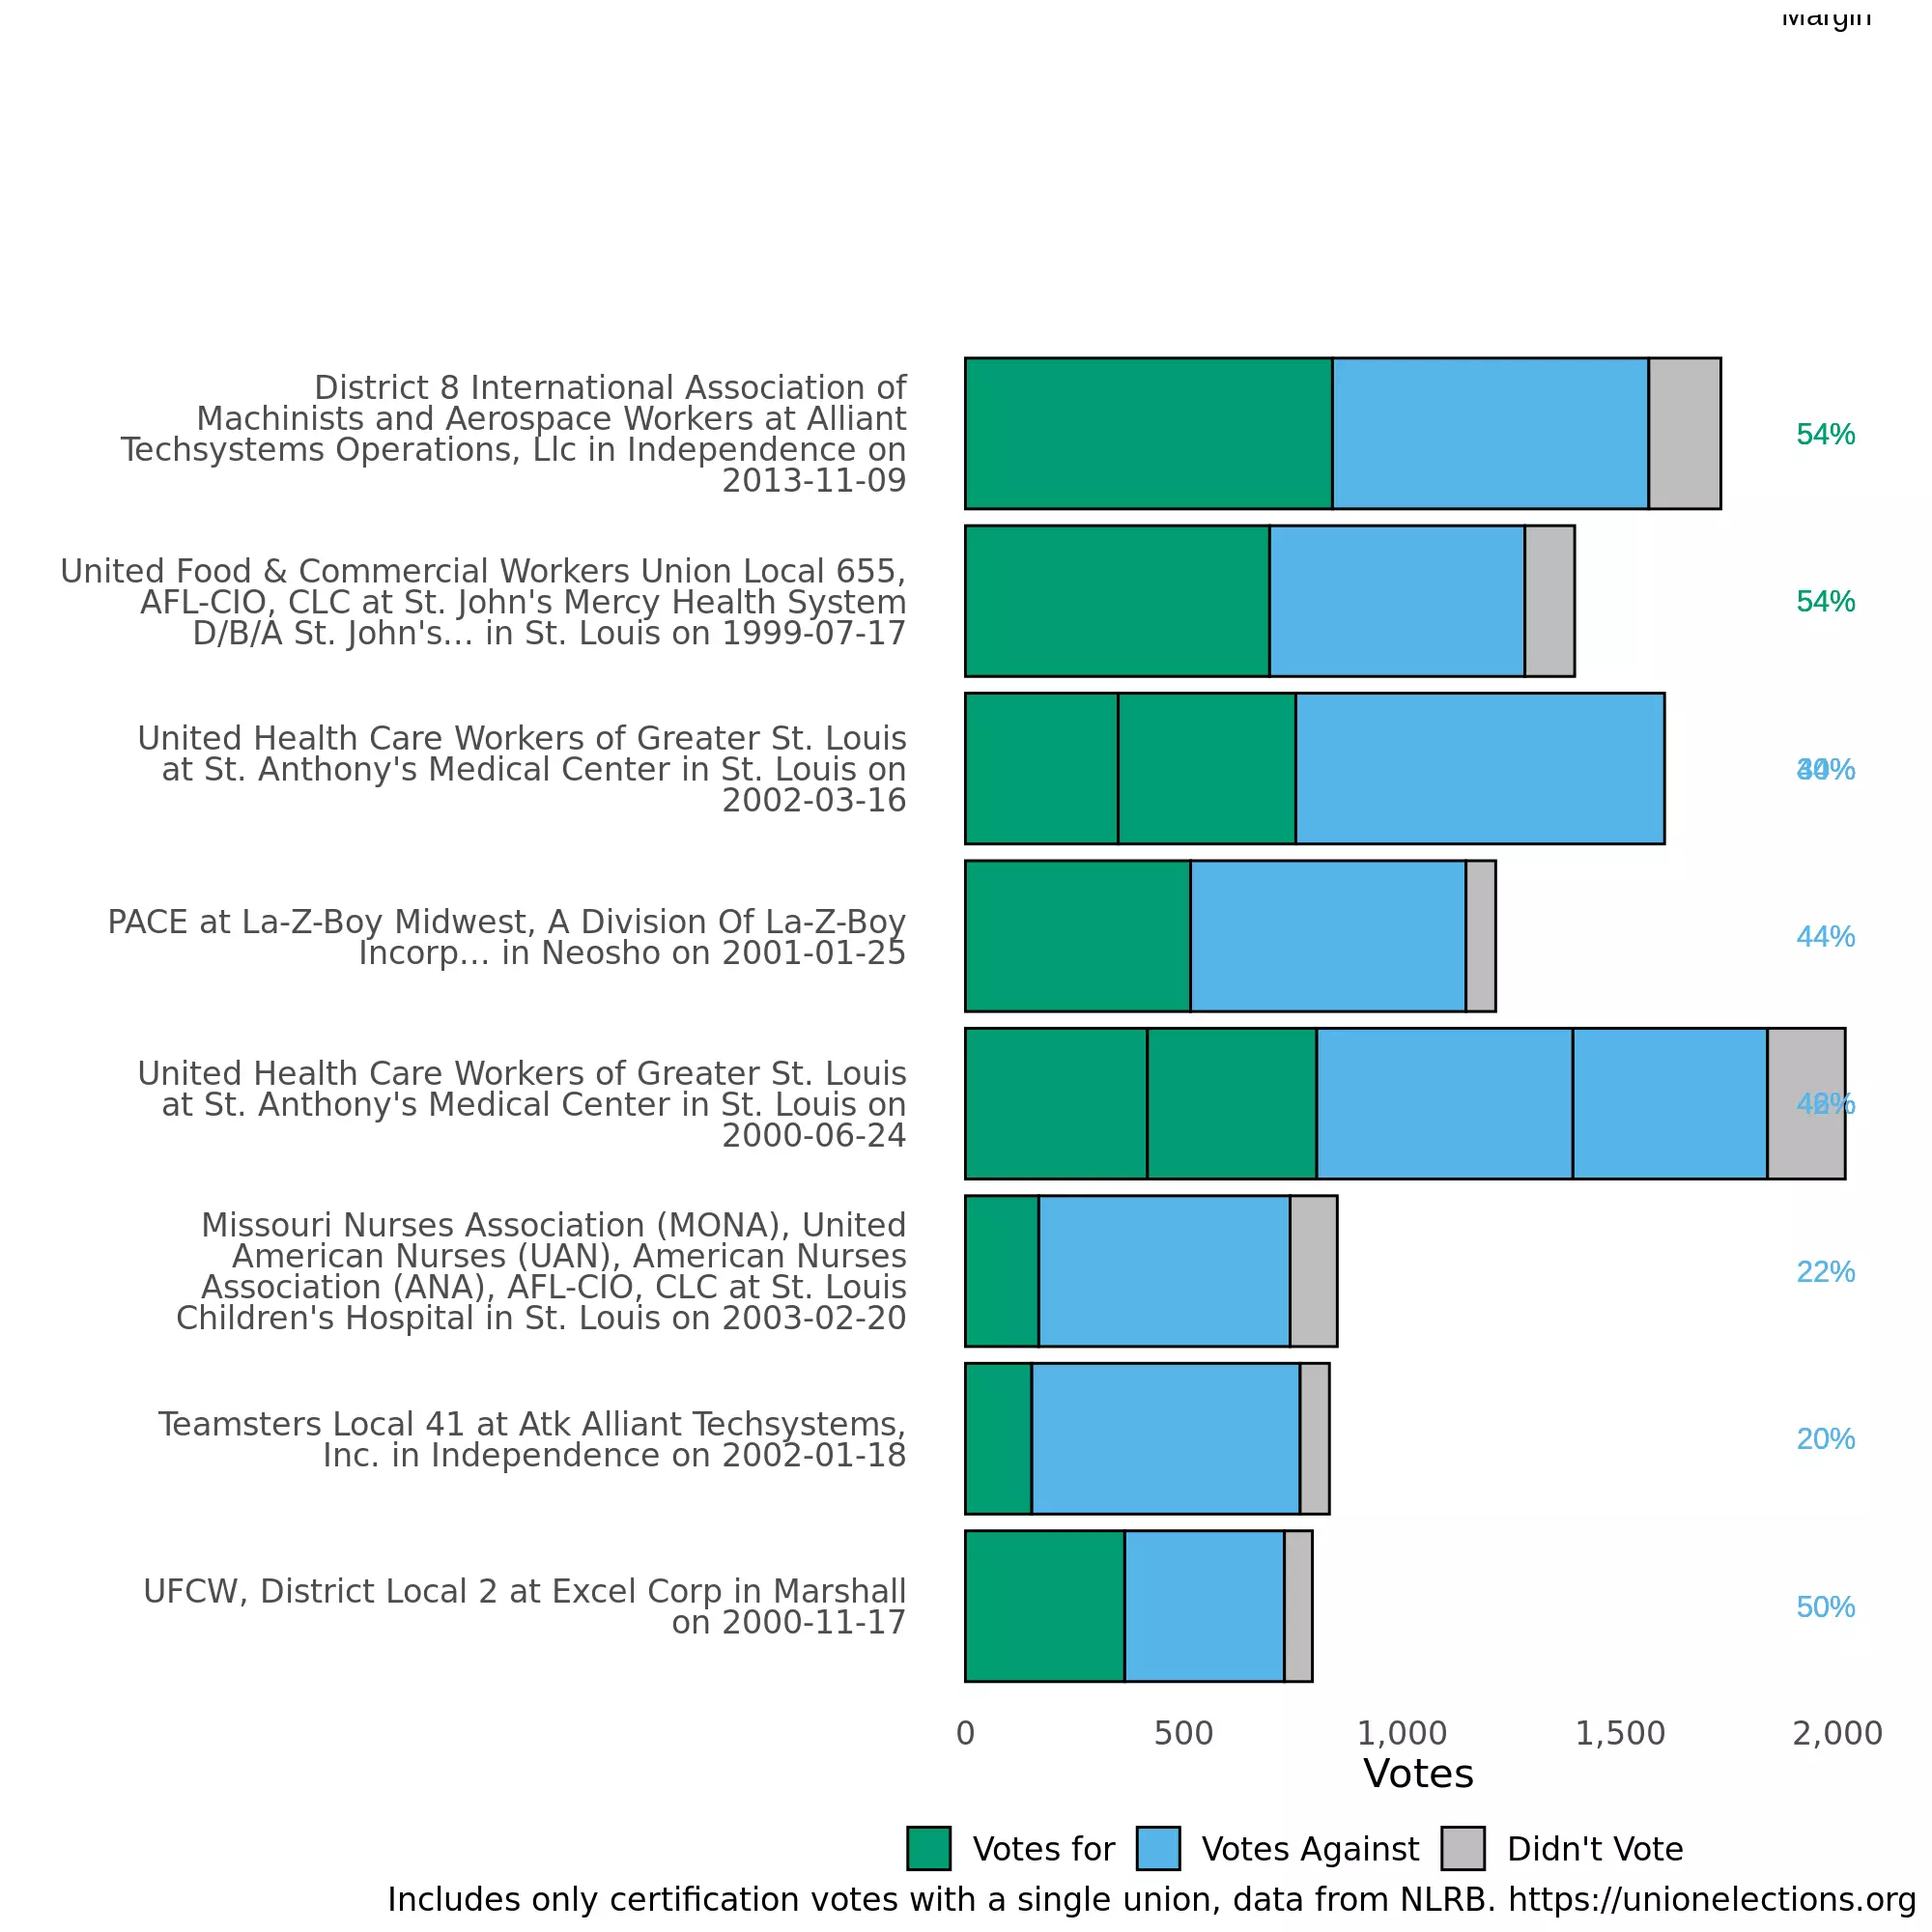 Margin
District 8 International Association of
Machinists and Aerospace Workers at Alliant
Techsystems Operations, Llc in Independence on
2013-11-09
54%
United Food & Commercial Workers Union Local 655,
AFL-CIO, CLC at St. John's Mercy Health System
D/B/A St. John's... in St. Louis on 1999-07-17
54%
United Health Care Workers of Greater St. Louis
at St. Anthony's Medical Center in St. Louis on
2002-03-16
PACE at La-Z-Boy Midwest, A Division Of La-Z-Boy
Incorp... in Neosho on 2001-01-25
44%
United Health Care Workers of Greater St. Louis
at St. Anthony's Medical Center in St. Louis on
2000-06-24
Missouri Nurses Association (MONA), United
American Nurses (UAN), American Nurses
Association (ANA), AFL-CIO, CLC at St. Louis
Children's Hospital in St. Louis on 2003-02-20
22%
Teamsters Local 41 at Atk Alliant Techsystems,
Inc. in Independence on 2002-01-18
20%
UFCW, District Local 2 at Excel Corp in Marshall
on 2000-11-17
50%
0 500 1,000 1,500 2,000
Votes
Votes for Votes Against Didn't Vote
Includes only certification votes with a single union, data from NLRB. https://unionelections.org